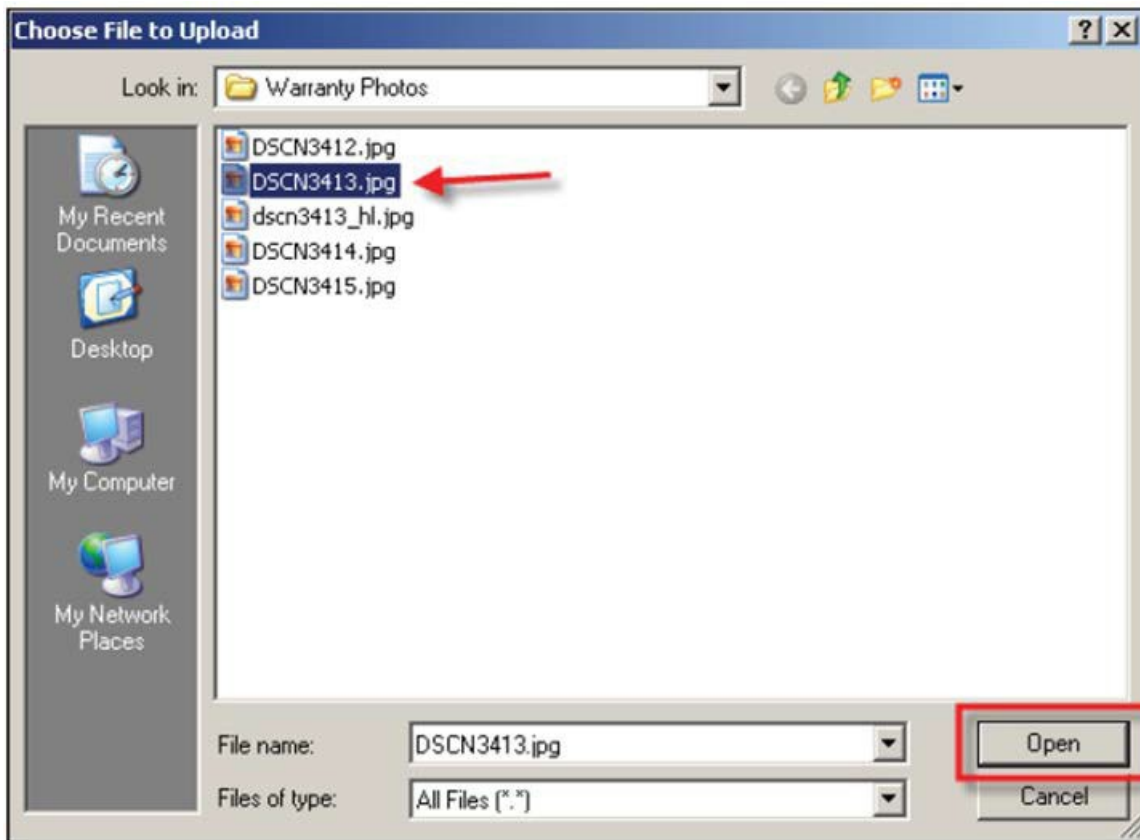 Choose File to Upload
Look in: Warranty Photos
My Recent
Documents
Desktop
My Computer
My Network
Places
DSCN3412.jpg
DSCN3413.jpg
dscn3413_hl.jpg
DSCN3414.jpg
DSCN3415.jpg
File name: DSCN3413.jpg
Open
Files of type: All Files (*.*)
Cancel